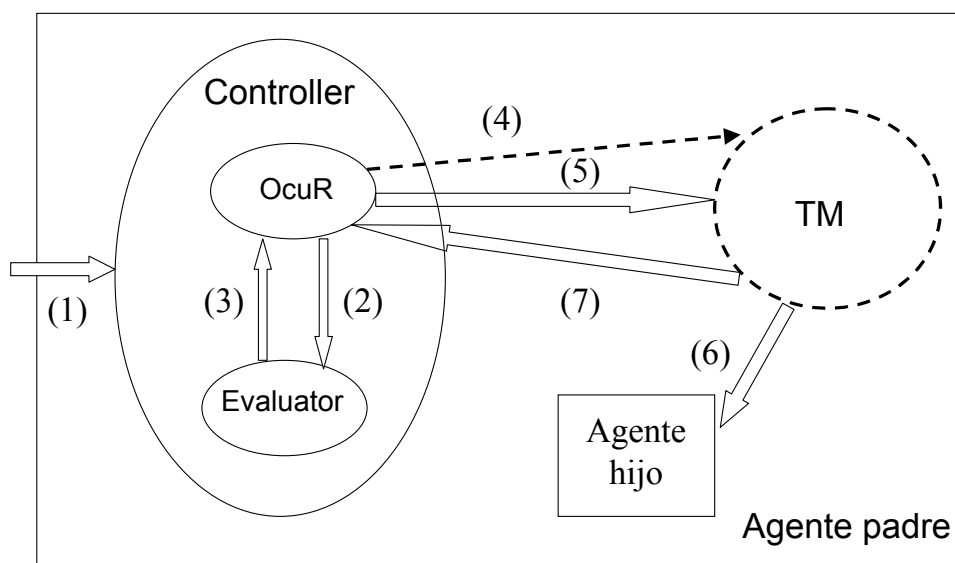 Controller
(4)
OcuR
(5)
TM
(1)
(3)
(2)
(7)
(6)
Evaluator
Agente
hijo
Agente padre